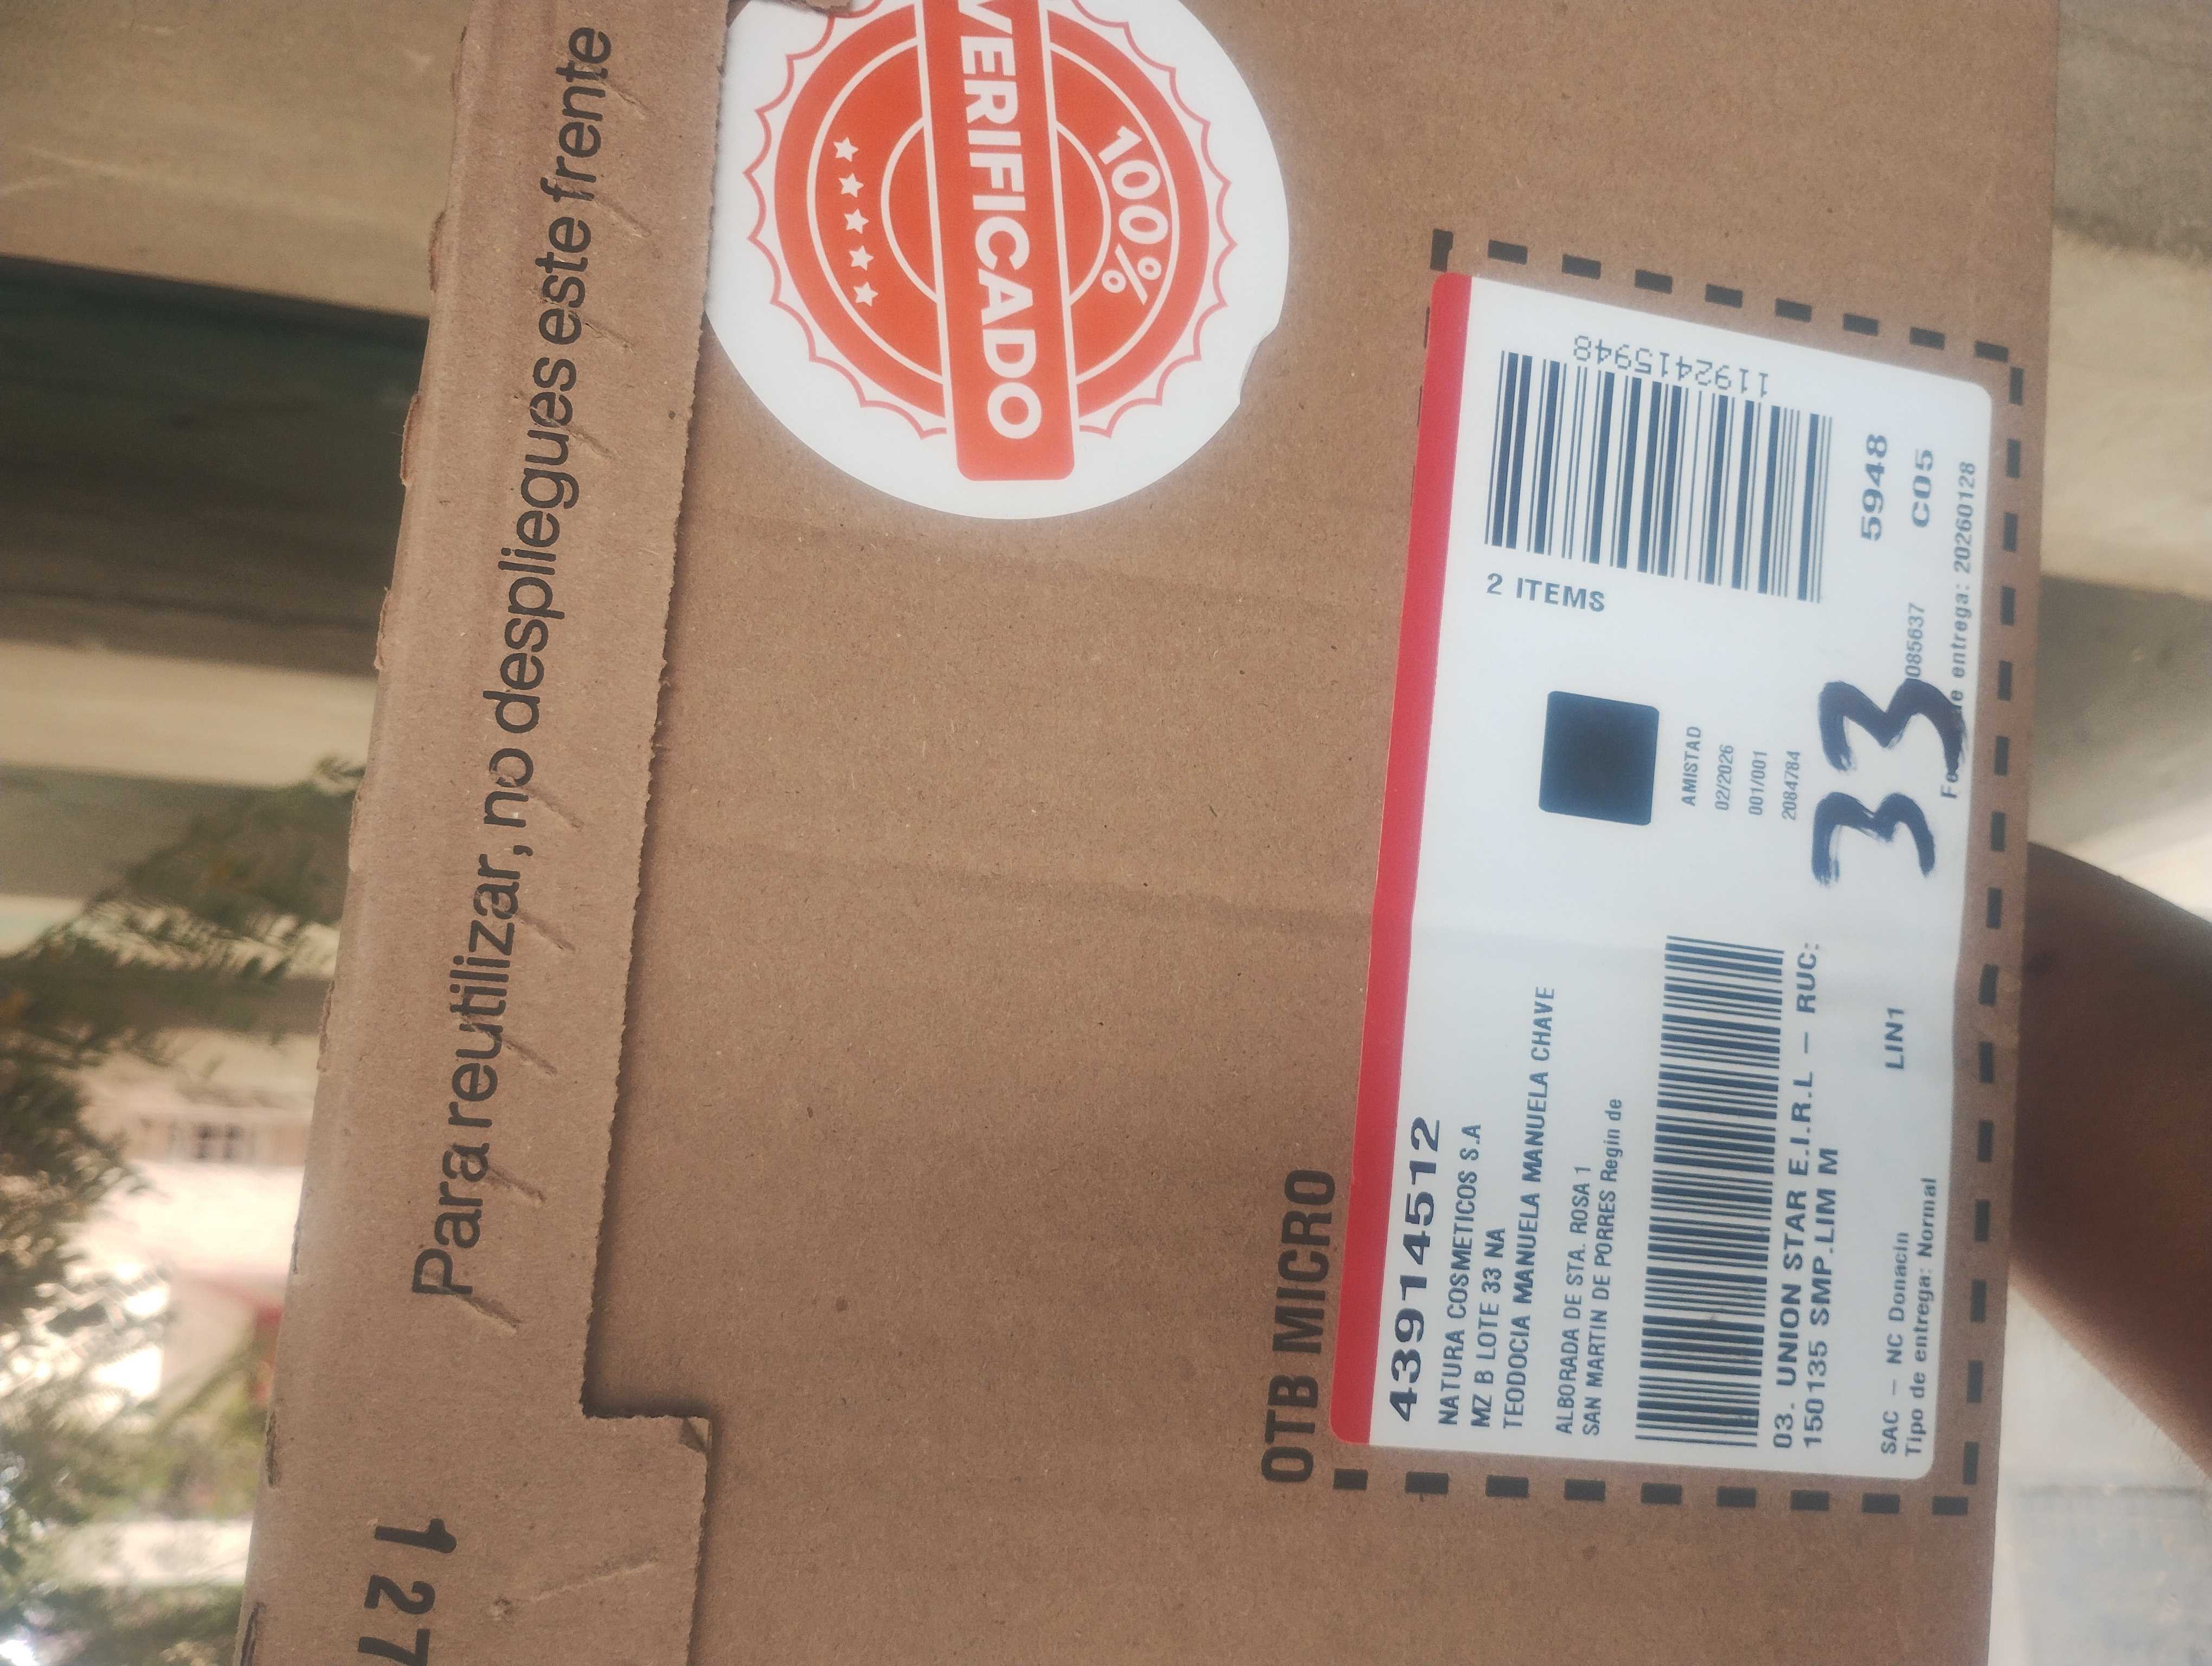 Para reutilizar, no despliegues este frente
127
VERIFICADO
100%
OTB MICRO
43914512
NATURA COSMETICOS S.A
MZ B LOTE 33 NA
TEODOCIA MANUELA MANUELA CHAVE
ALBORADA DE STA. ROSA 1
SAN MARTIN DE PORRES Regin de
03. UNION STAR E.I.R.L – RUC:
150135 SMP.LIM M
LIN1
SAC – NC Donacin
Tipo de entrega: Normal
2 ITEMS
1192415948
AMISTAD
02/2026
001/001
2084784
33
5948
085637
C05
de entrega: 20260128